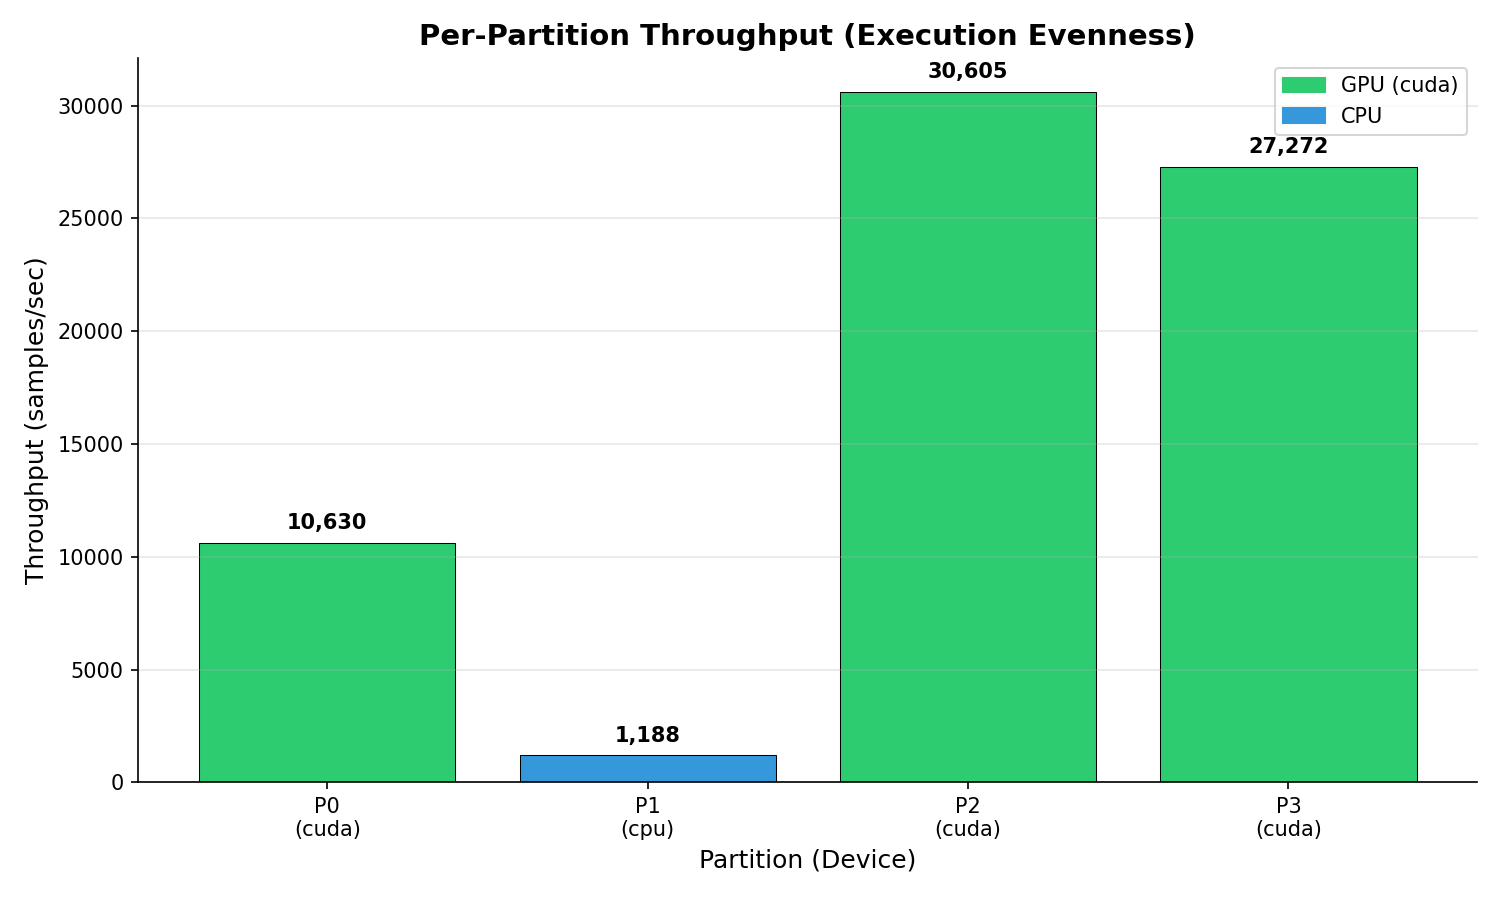 Per-Partition Throughput (Execution Evenness)
30,605
GPU (cuda)
CPU
27,272
10,630
1,188
30000
25000
20000
15000
10000
5000
0
Throughput (samples/sec)
P0
(cuda)
P1
(cpu)
P2
(cuda)
P3
(cuda)
Partition (Device)